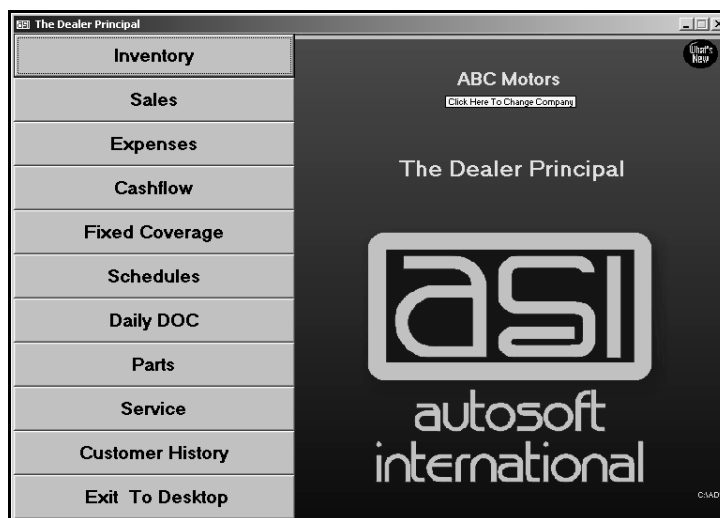 The Dealer Principal
Inventory
Sales
Expenses
Cashflow
Fixed Coverage
Schedules
Daily DOC
Parts
Service
Customer History
Exit To Desktop
What's
New
ABC Motors
Click Here To Change Company
The Dealer Principal
asi
autosoft
international
C:\AD